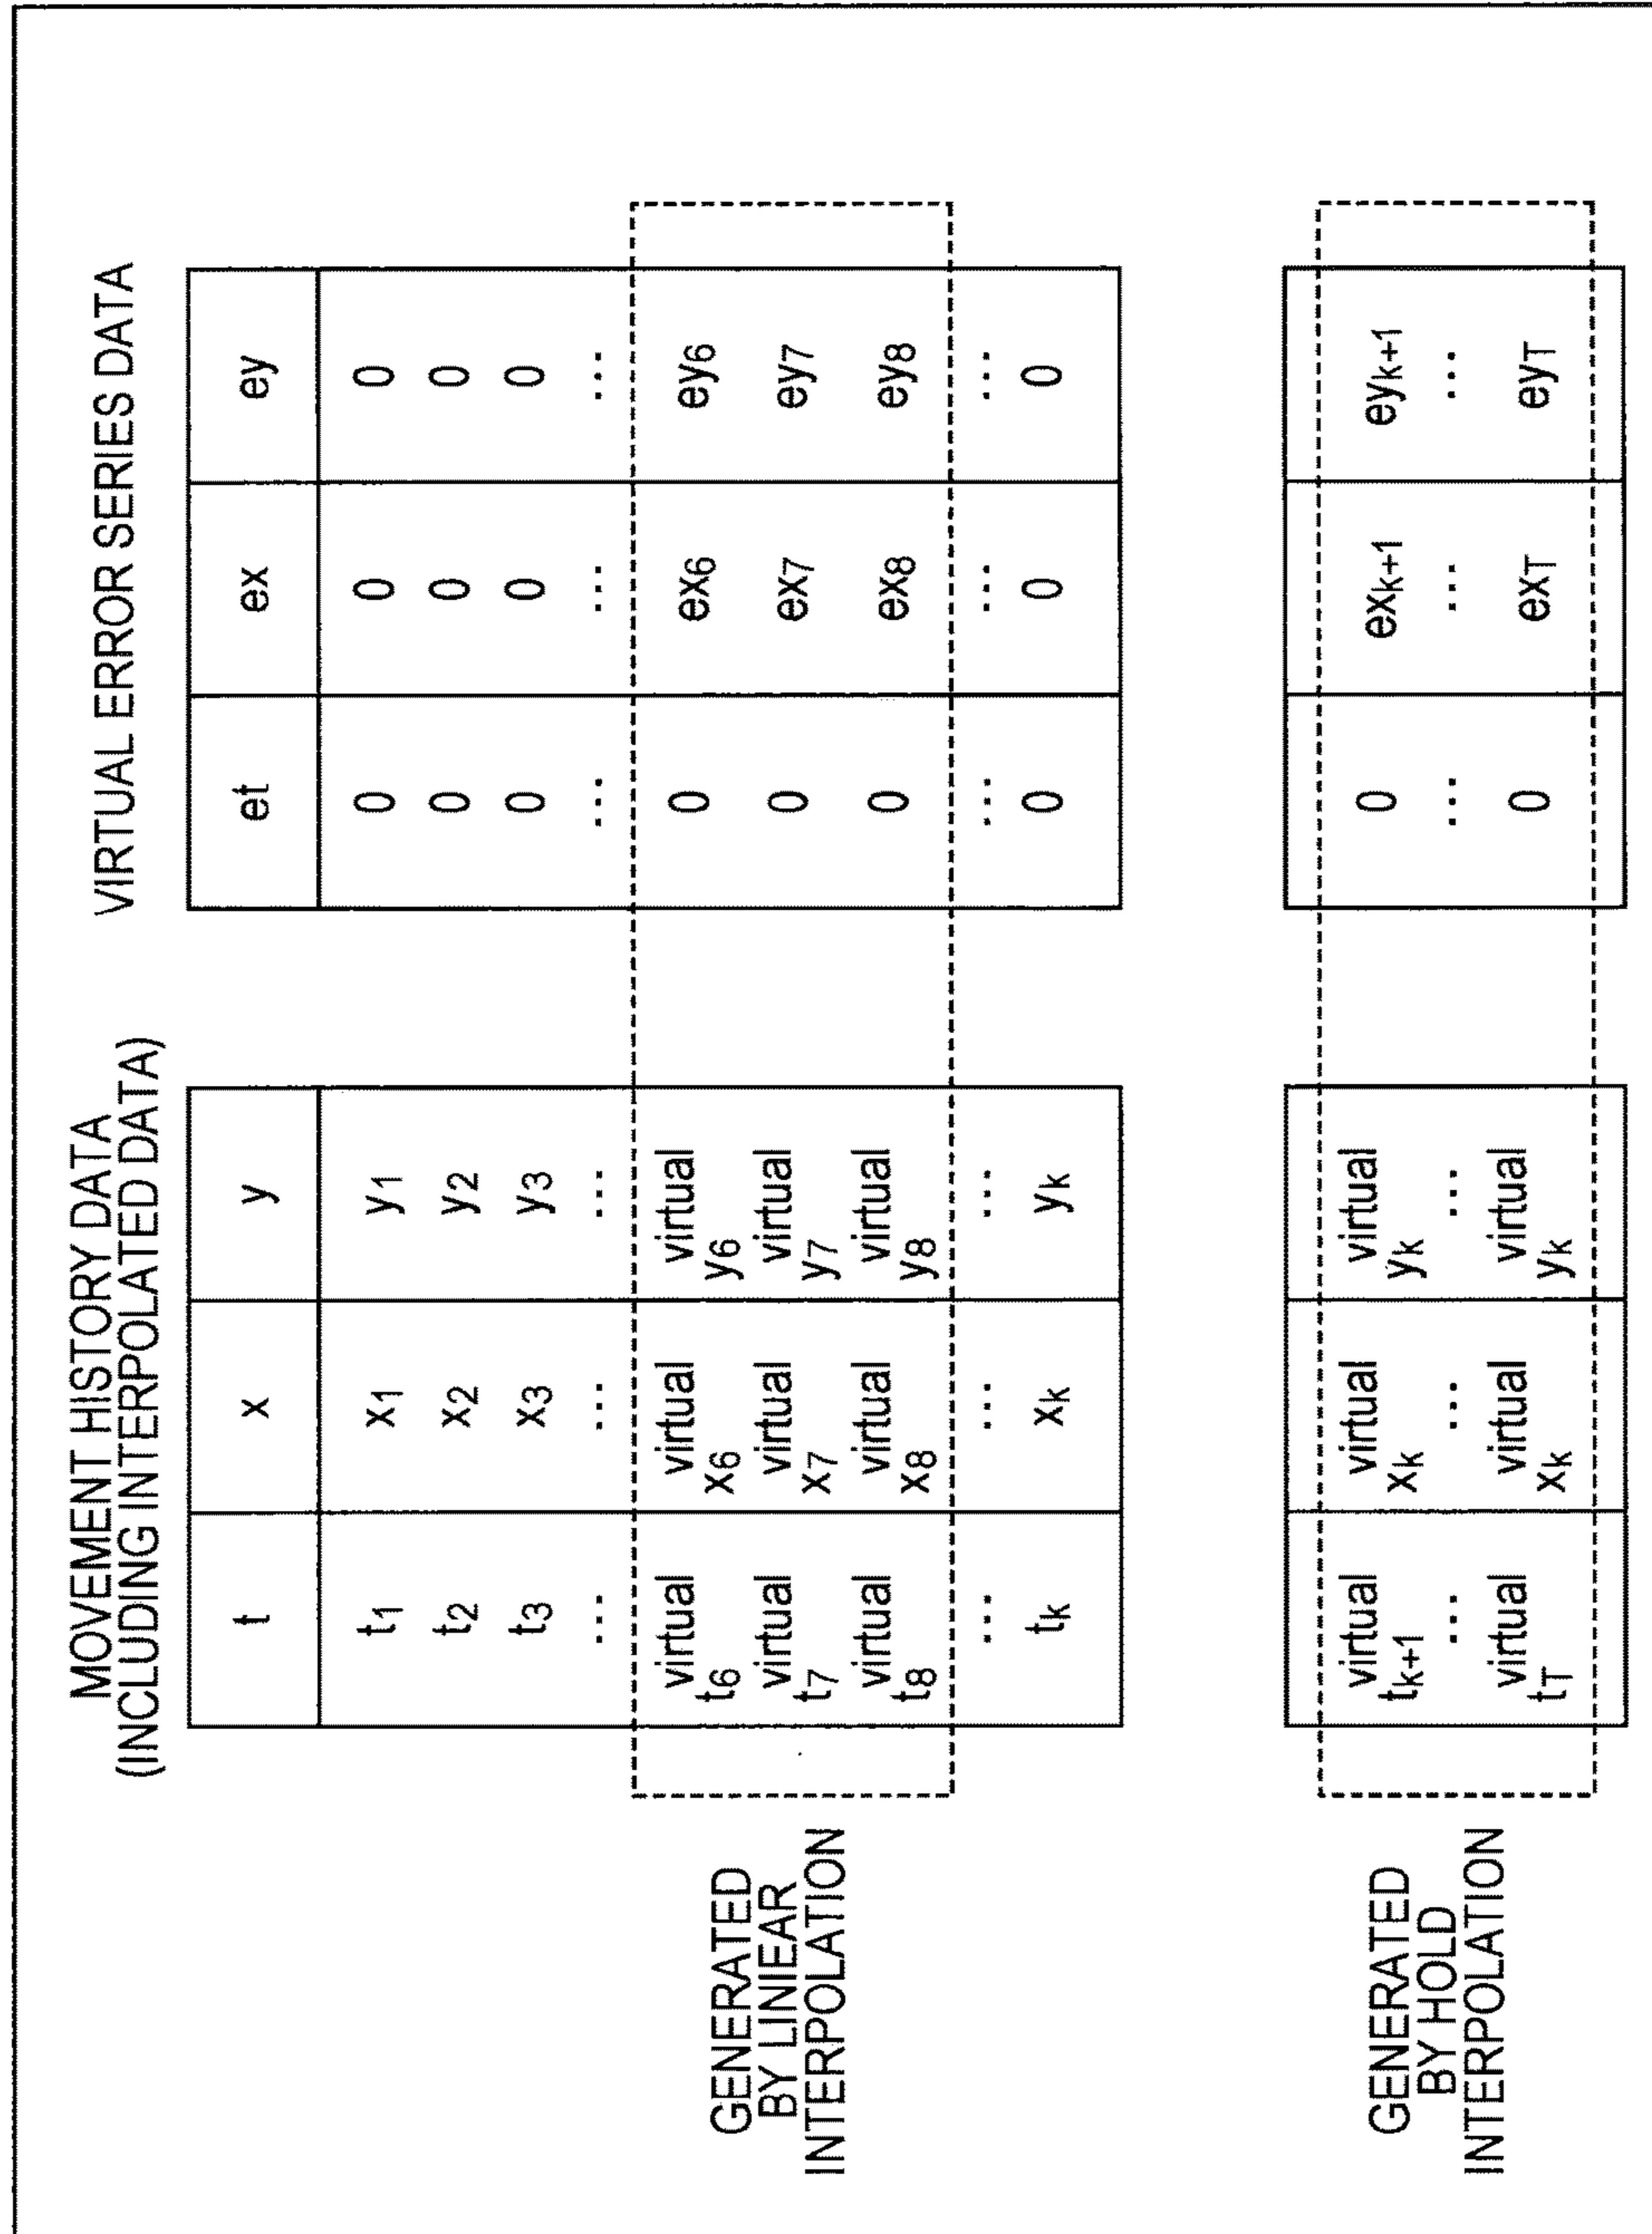 MOVEMENT HISTORY DATA
(INCLUDING INTERPOLATED DATA)
VIRTUAL ERROR SERIES DATA
t x y et ex ey
t1 x1 y1 0 0 0
t2 x2 y2 0 0 0
t3 x3 y3 0 0 0
... ... ... ... ... ...
GENERATED
BY LINIEAR
INTERPOLATION
virtual virtual virtual
t6 x6 y6 0 ex6 ey6
virtual virtual virtual
t7 x7 y7 0 ex7 ey7
virtual virtual virtual
t8 x8 y8 0 ex8 ey8
... ... ... ... ... ...
tk xk yk 0 0 0
GENERATED
BY HOLD
INTERPOLATION
virtual virtual virtual
tk+1 xk yk 0 exk+1 eyk+1
... ... ... ... ... ...
virtual virtual virtual
tT xk yk 0 exT eyT